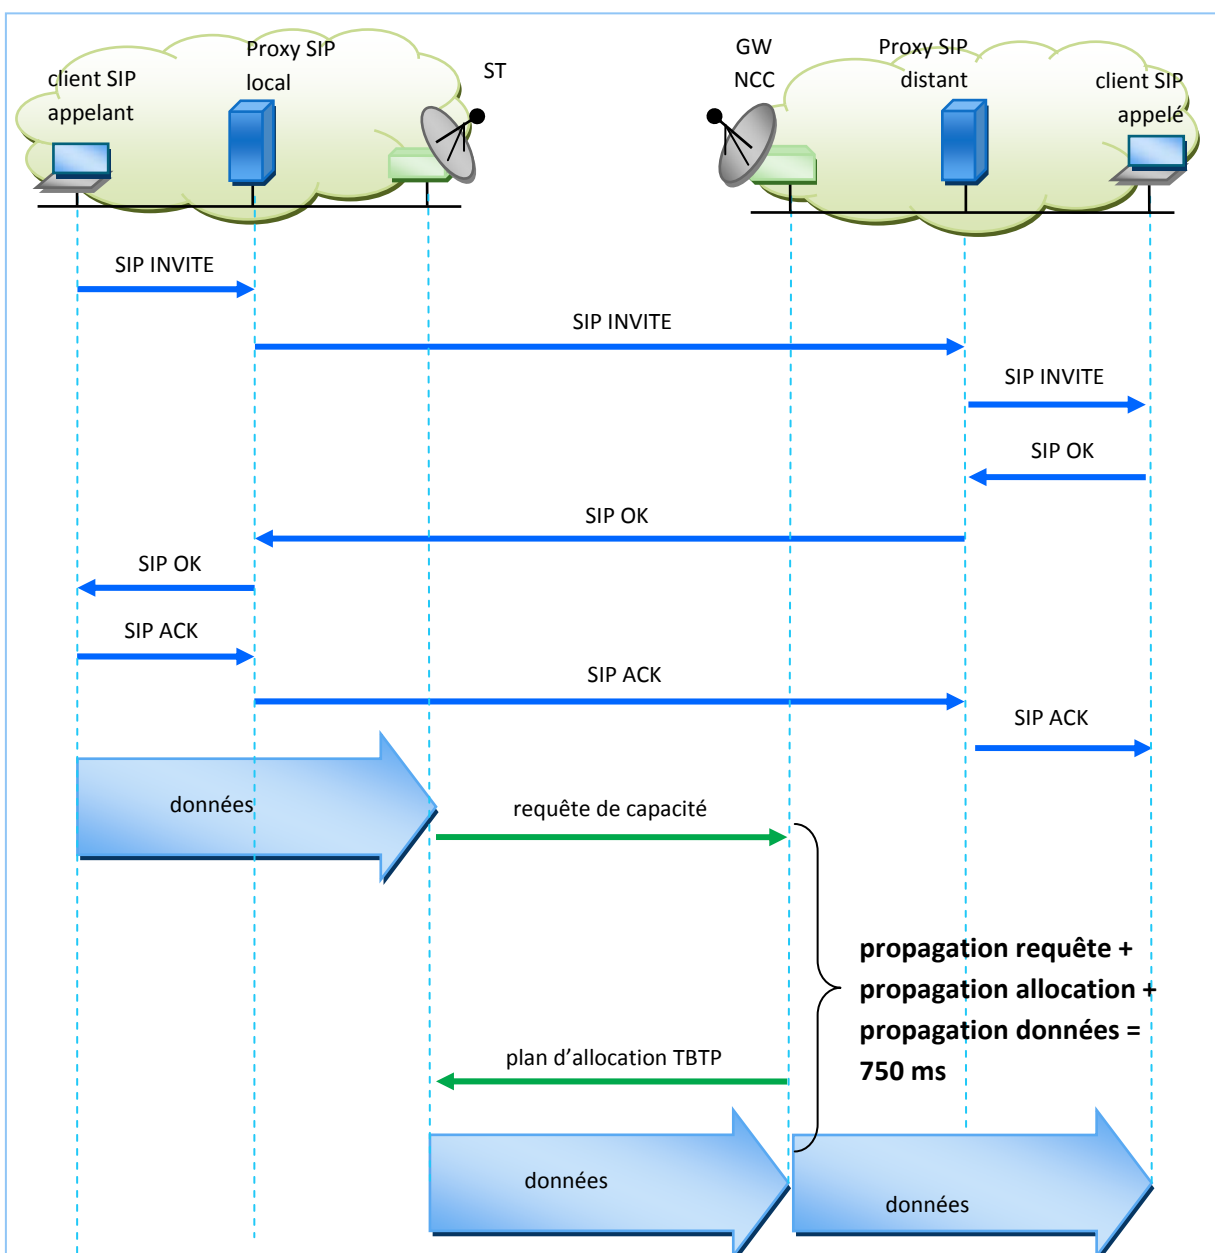 client SIP
appelant
Proxy SIP
local
ST
GW
NCC
Proxy SIP
distant
client SIP
appelé
SIP INVITE
SIP INVITE
SIP INVITE
SIP OK
SIP OK
SIP OK
SIP ACK
SIP ACK
SIP ACK
données
requête de capacité
propagation requête +
propagation allocation +
propagation données =
750 ms
plan d’allocation TBTP
données
données